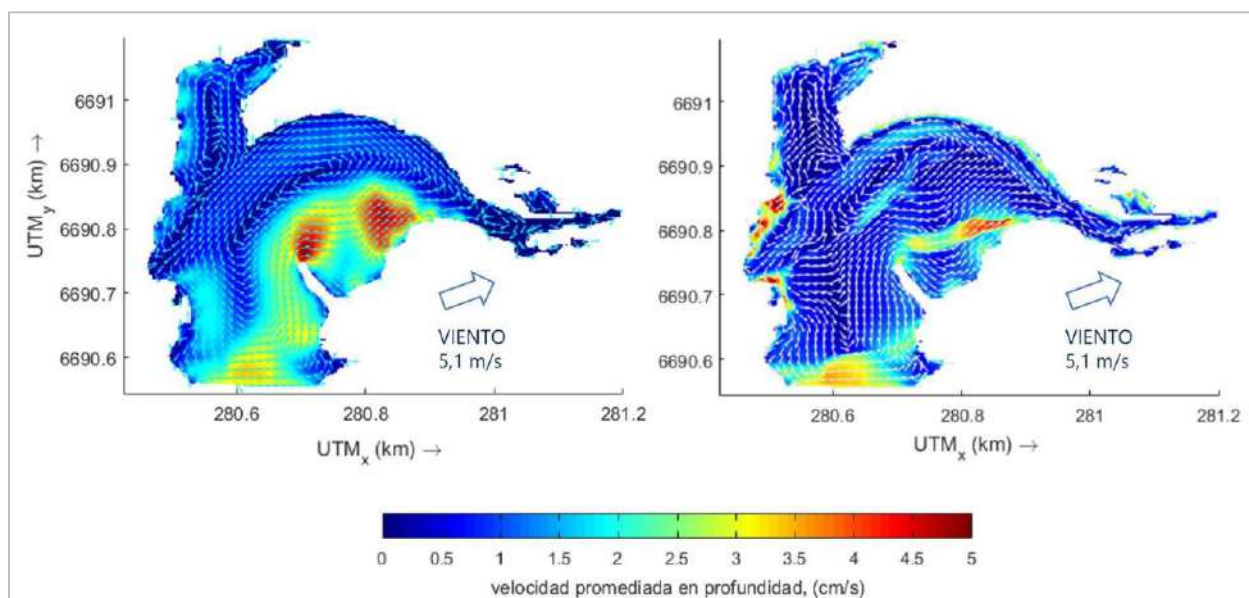 6691
6690.9
6690.8
6690.7
6690.6
UTM_y (km) →
280.6 280.8 281 281.2
UTM_x (km) →
VIENTO
5,1 m/s
6691
6690.9
6690.8
6690.7
6690.6
280.6 280.8 281 281.2
UTM_x (km) →
VIENTO
5,1 m/s
0 0.5 1 1.5 2 2.5 3 3.5 4 4.5 5
velocidad promediada en profundidad, (cm/s)